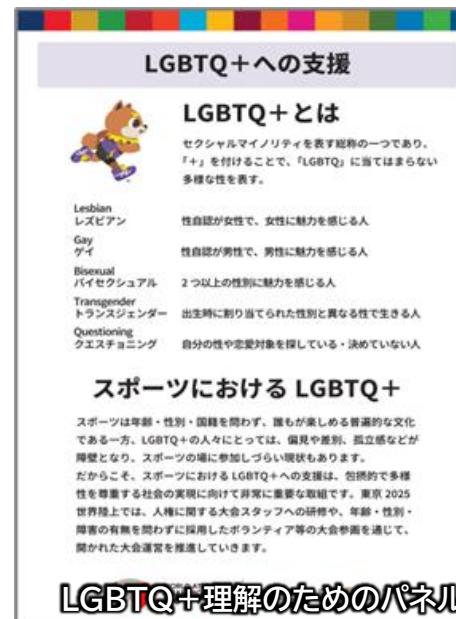 LGBTQ＋への支援
LGBTQ＋とは
セクシャルマイノリティを表す総称の一つであり、
「＋」を付けることで、「LGBTQ」に当てはまらない
多様な性を表す。
Lesbian
レズビアン 性自認が女性で、女性に魅力を感じる人
Gay
ゲイ 性自認が男性で、男性に魅力を感じる人
Bisexual
バイセクシュアル 2つ以上の性別に魅力を感じる人
Transgender
トランスジェンダー 出生時に割り当てられた性別と異なる性で生きる人
Questioning
クエスチョニング 自分の性や恋愛対象を探している・決めていない人
スポーツにおける LGBTQ＋
スポーツは年齢・性別・国籍を問わず、誰もが楽しめる普遍的な文化
である一方、LGBTQ＋の人々にとっては、偏見や差別、孤立感などが
障壁となり、スポーツの場に参加しづらい現状もあります。
だからこそ、スポーツにおける LGBTQ＋への支援は、包摂的で多様
性を尊重する社会の実現に向けて非常に重要な取組です。東京 2025
世界陸上では、人権に関する大会スタッフへの研修や、年齢・性別・
障害の有無を問わずに採用したボランティア等の大会参画を通じて、
開かれた大会運営を推進していきます。
LGBTQ＋理解のためのパネル